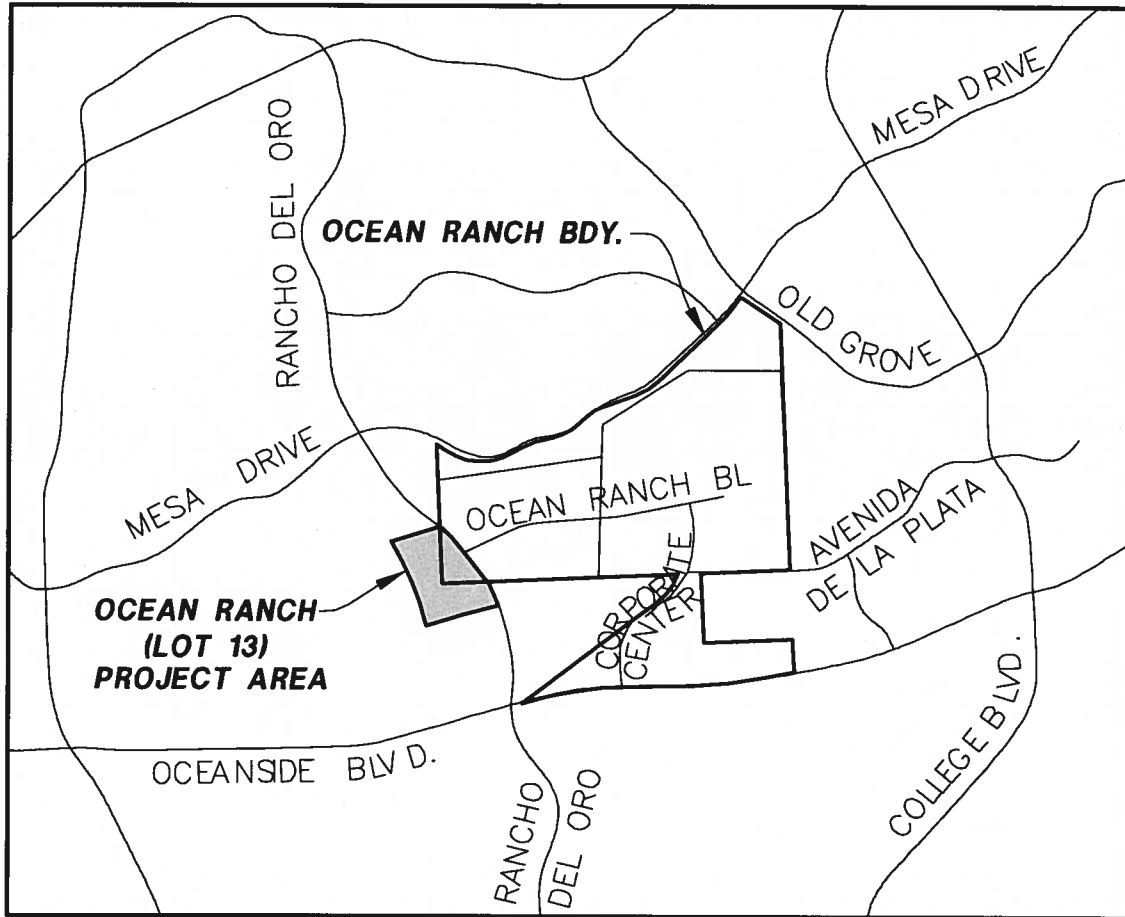 MESA DRIVE
RANCHO DEL ORO
OCEAN RANCH BDY.
OLD GROVE
MESA DRIVE
OCEAN RANCH BL
AVENIDA
DE LA PLATA
CORPORATE
CENTER
OCEAN RANCH
(LOT 13)
PROJECT AREA
OCEANSIDE BLVD.
COLLEGE BLVD.
RANCHO
DEL ORO